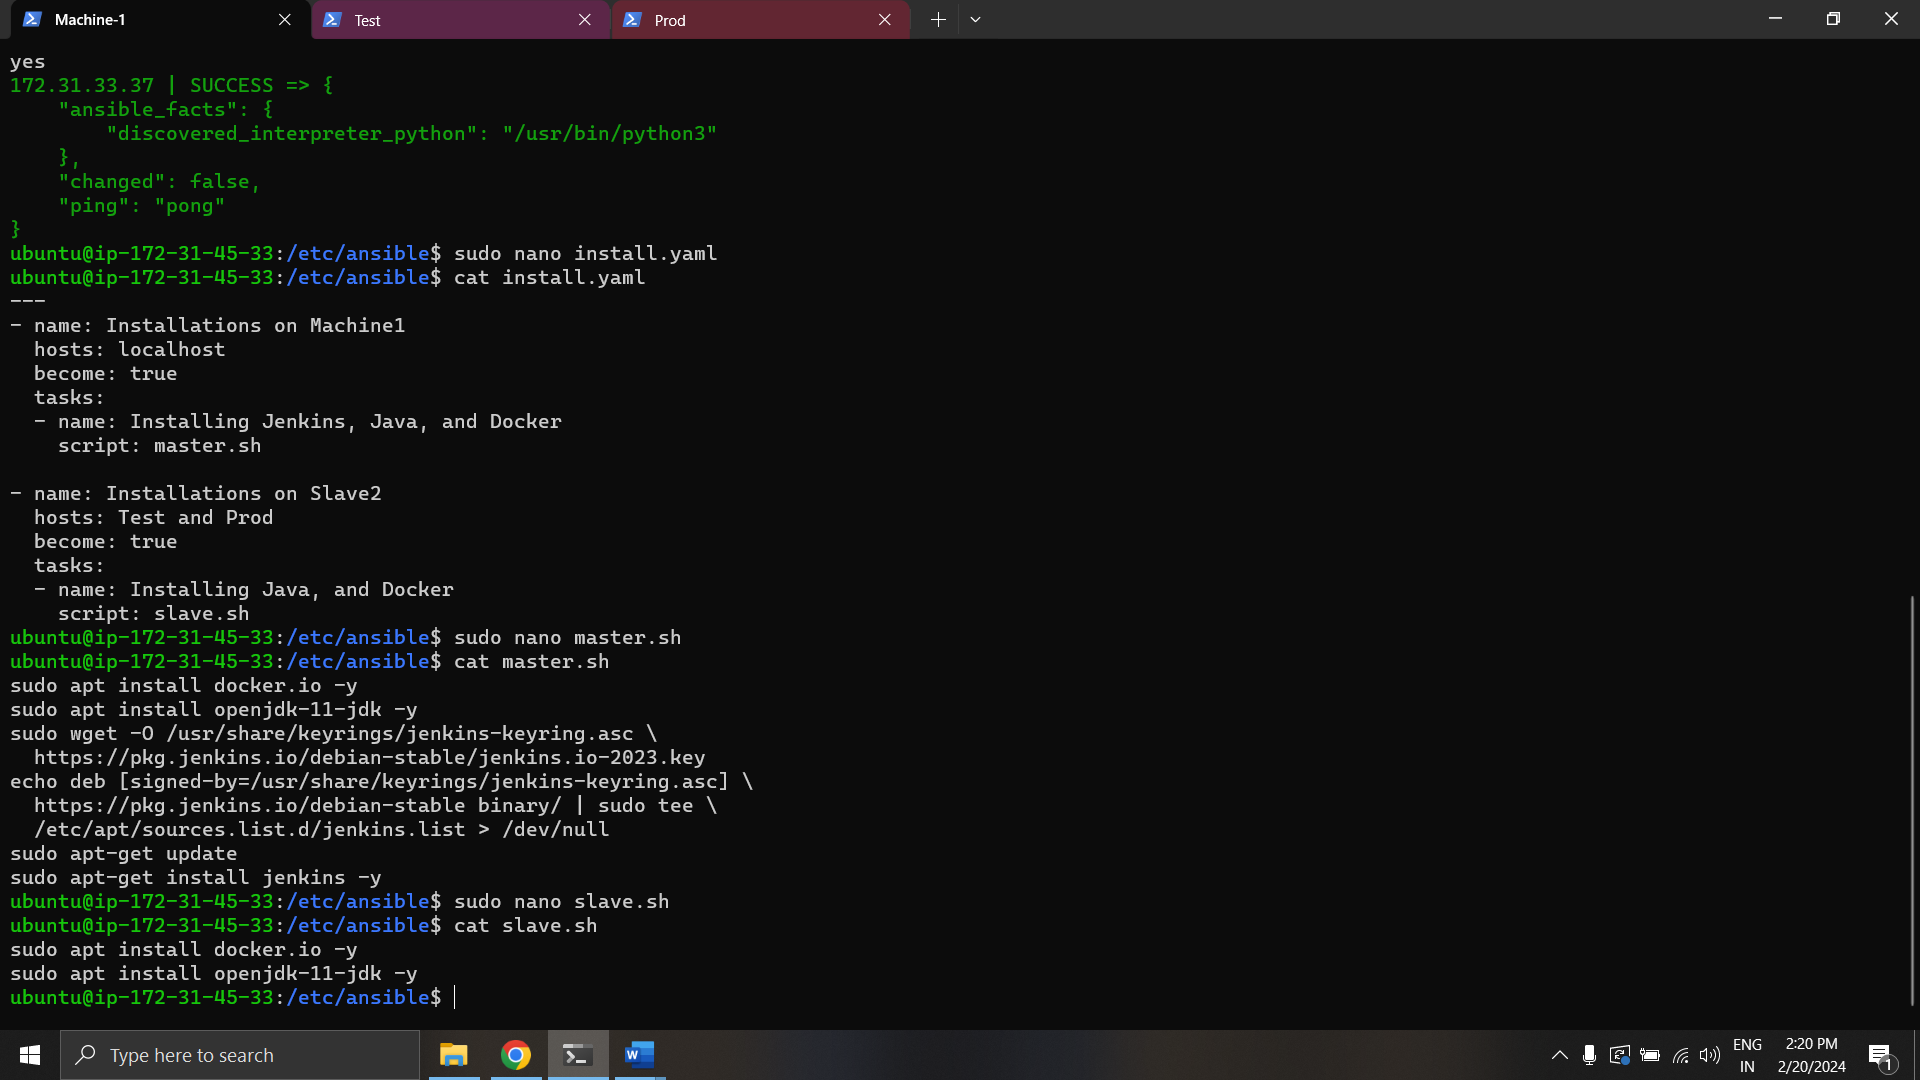 Machine-1
Test
Prod
yes
172.31.33.37 | SUCCESS => {
    "ansible_facts": {
        "discovered_interpreter_python": "/usr/bin/python3"
    },
    "changed": false,
    "ping": "pong"
}
ubuntu@ip-172-31-45-33:/etc/ansible$ sudo nano install.yaml
ubuntu@ip-172-31-45-33:/etc/ansible$ cat install.yaml
---
- name: Installations on Machine1
  hosts: localhost
  become: true
  tasks:
  - name: Installing Jenkins, Java, and Docker
    script: master.sh

- name: Installations on Slave2
  hosts: Test and Prod
  become: true
  tasks:
  - name: Installing Java, and Docker
    script: slave.sh
ubuntu@ip-172-31-45-33:/etc/ansible$ sudo nano master.sh
ubuntu@ip-172-31-45-33:/etc/ansible$ cat master.sh
sudo apt install docker.io -y
sudo apt install openjdk-11-jdk -y
sudo wget -O /usr/share/keyrings/jenkins-keyring.asc \
  https://pkg.jenkins.io/debian-stable/jenkins.io-2023.key
echo deb [signed-by=/usr/share/keyrings/jenkins-keyring.asc] \
  https://pkg.jenkins.io/debian-stable binary/ | sudo tee \
  /etc/apt/sources.list.d/jenkins.list > /dev/null
sudo apt-get update
sudo apt-get install jenkins -y
ubuntu@ip-172-31-45-33:/etc/ansible$ sudo nano slave.sh
ubuntu@ip-172-31-45-33:/etc/ansible$ cat slave.sh
sudo apt install docker.io -y
sudo apt install openjdk-11-jdk -y
ubuntu@ip-172-31-45-33:/etc/ansible$
Type here to search
ENG
IN
2:20 PM
2/20/2024
1